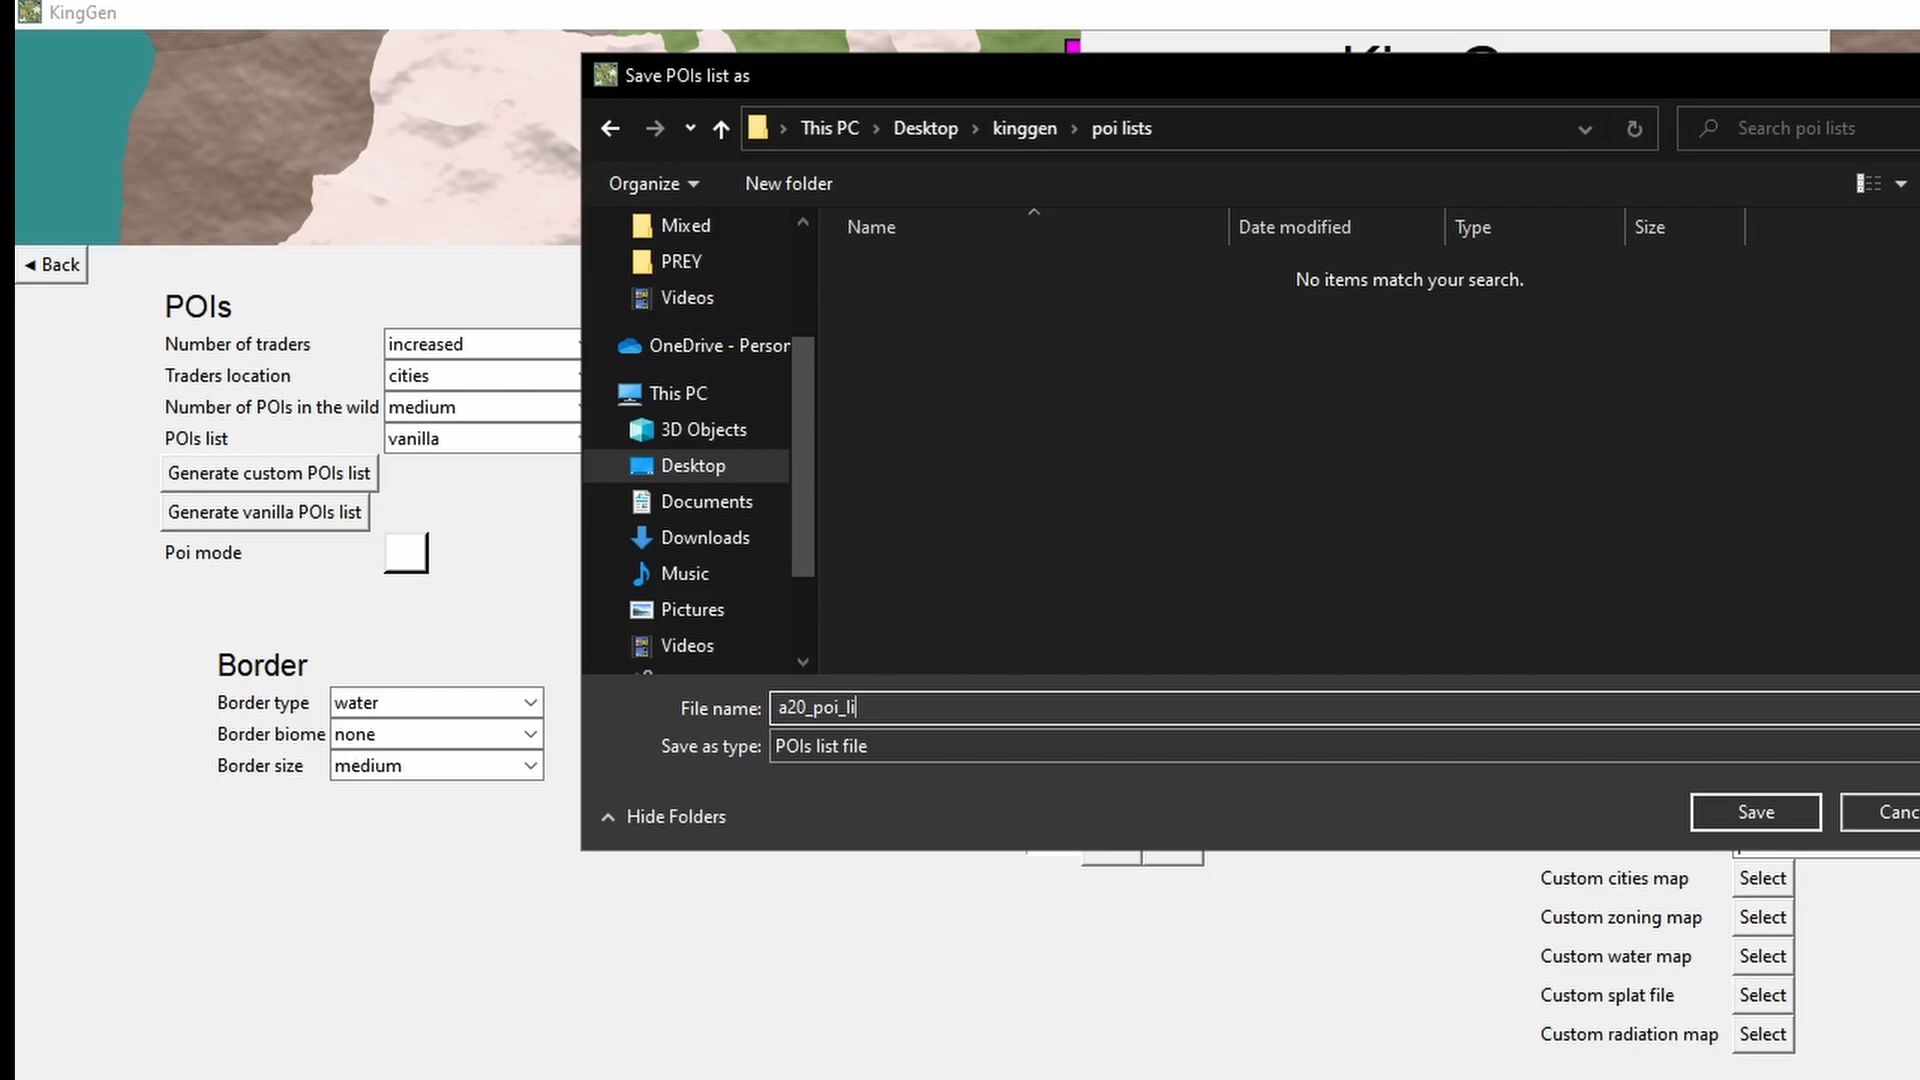 KingGen
Save POIs list as
This PC
Desktop
kinggen
poi lists
Search poi lists
Organize
New folder
Mixed
PREY
Videos
OneDrive - Person
This PC
3D Objects
Desktop
Documents
Downloads
Music
Pictures
Videos
Name
Date modified
Type
Size
No items match your search.
File name: a20_poi_li
Save as type: POIs list file
Hide Folders
Save
Canc
◄ Back
POIs
Number of traders increased
Traders location cities
Number of POIs in the wild medium
POIs list vanilla
Generate custom POIs list
Generate vanilla POIs list
Poi mode
Border
Border type water
Border biome none
Border size medium
Custom cities map Select
Custom zoning map Select
Custom water map Select
Custom splat file Select
Custom radiation map Select